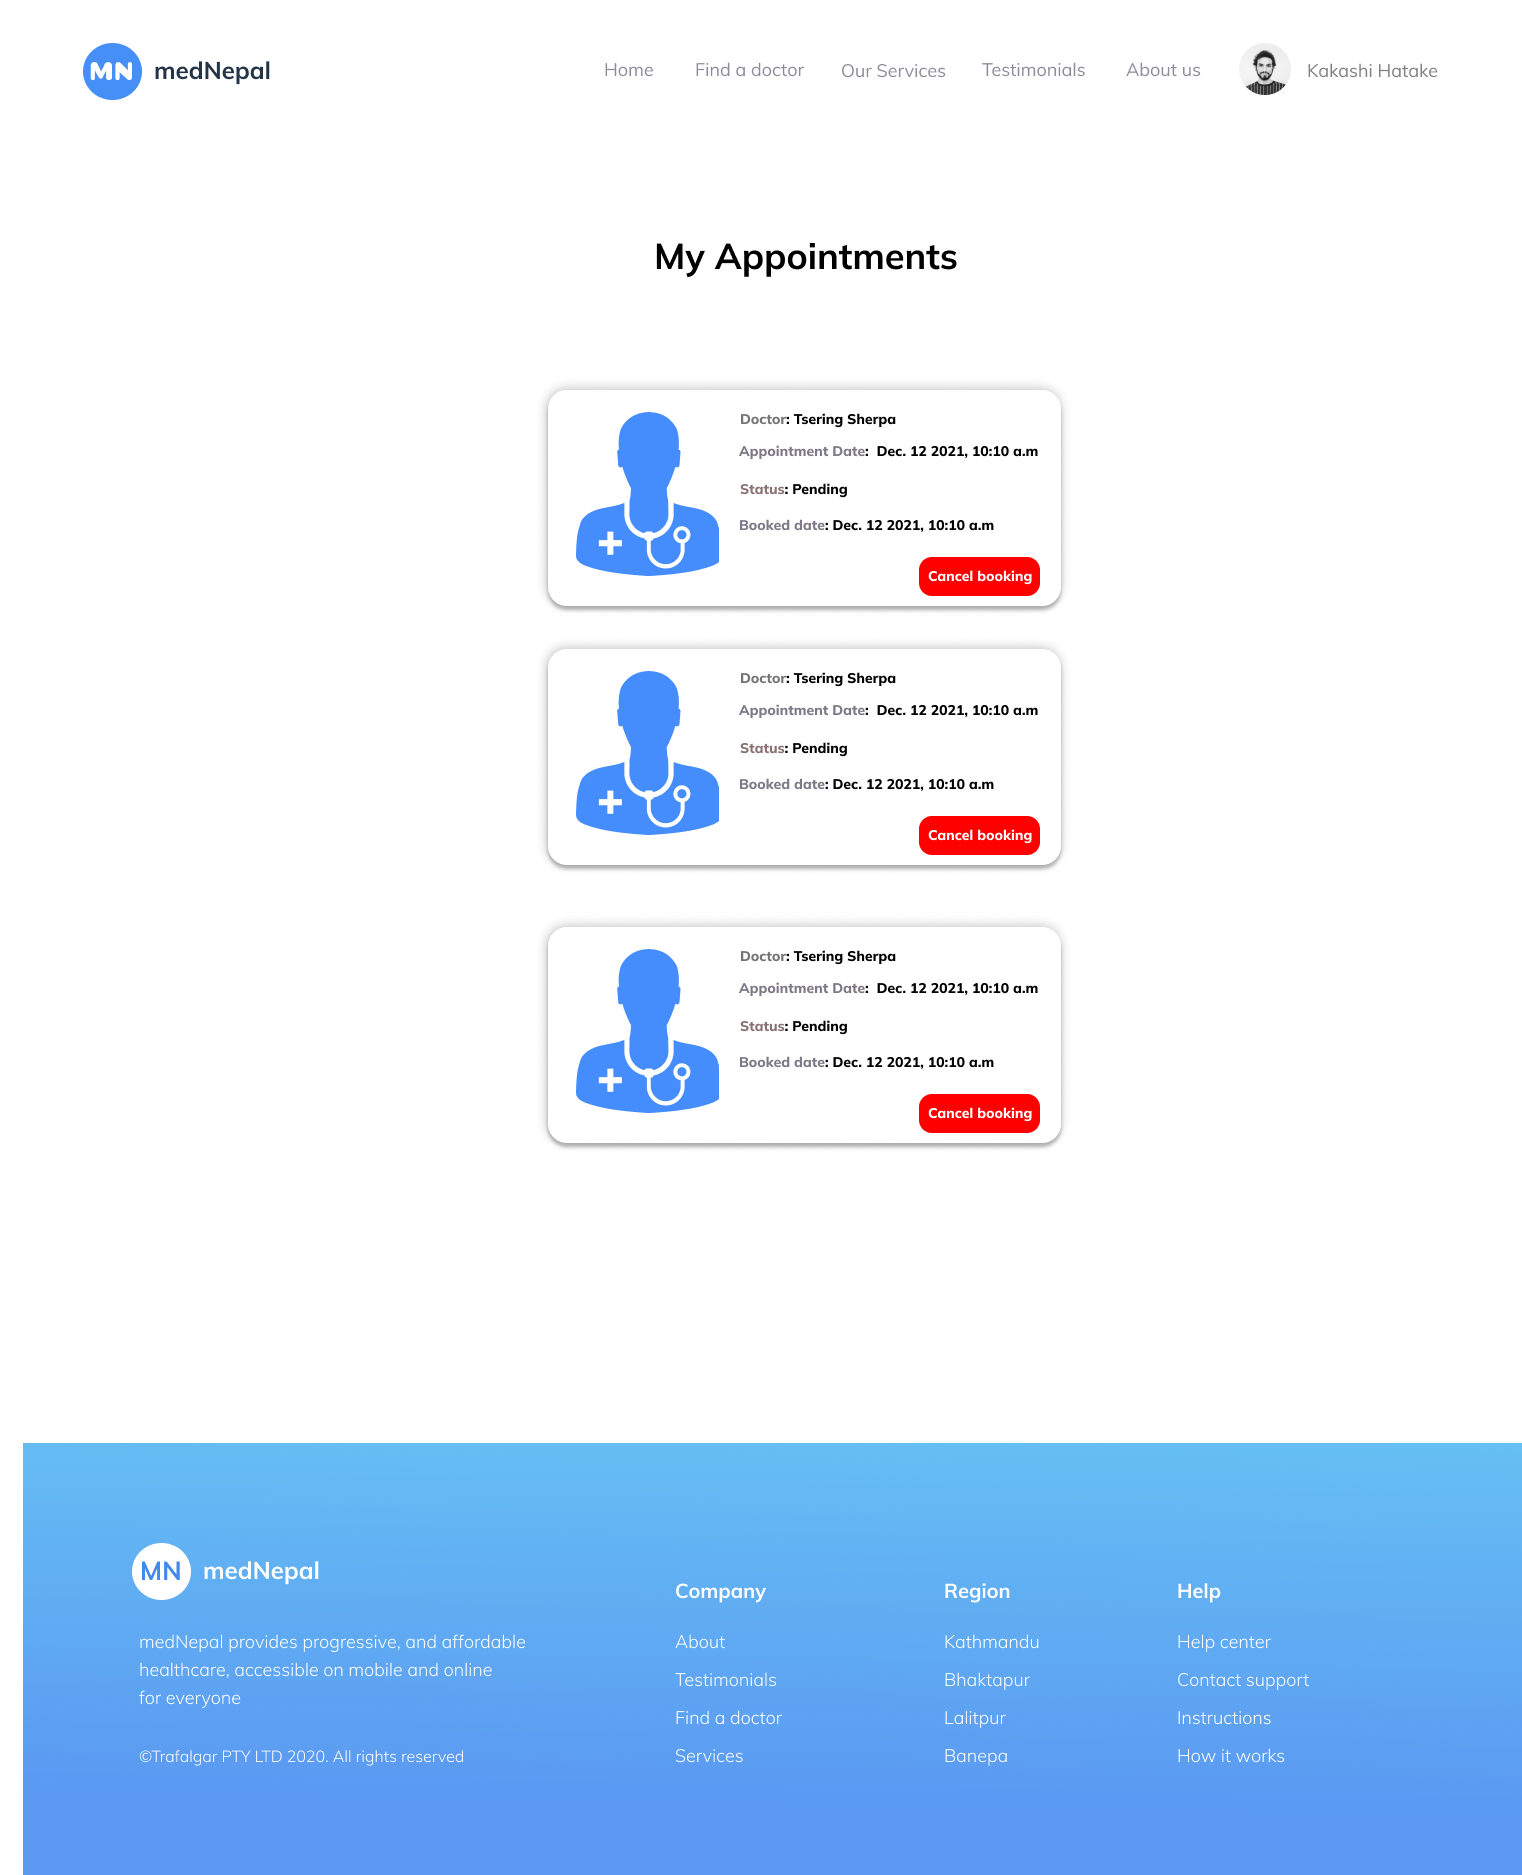 MN medNepal
Home Find a doctor Our Services Testimonials About us Kakashi Hatake
My Appointments
Doctor: Tsering Sherpa
Appointment Date:  Dec. 12 2021, 10:10 a.m
Status: Pending
Booked date: Dec. 12 2021, 10:10 a.m
Cancel booking
Doctor: Tsering Sherpa
Appointment Date:  Dec. 12 2021, 10:10 a.m
Status: Pending
Booked date: Dec. 12 2021, 10:10 a.m
Cancel booking
Doctor: Tsering Sherpa
Appointment Date:  Dec. 12 2021, 10:10 a.m
Status: Pending
Booked date: Dec. 12 2021, 10:10 a.m
Cancel booking
MN medNepal
medNepal provides progressive, and affordable
healthcare, accessible on mobile and online
for everyone
©Trafalgar PTY LTD 2020. All rights reserved
Company
About
Testimonials
Find a doctor
Services
Region
Kathmandu
Bhaktapur
Lalitpur
Banepa
Help
Help center
Contact support
Instructions
How it works